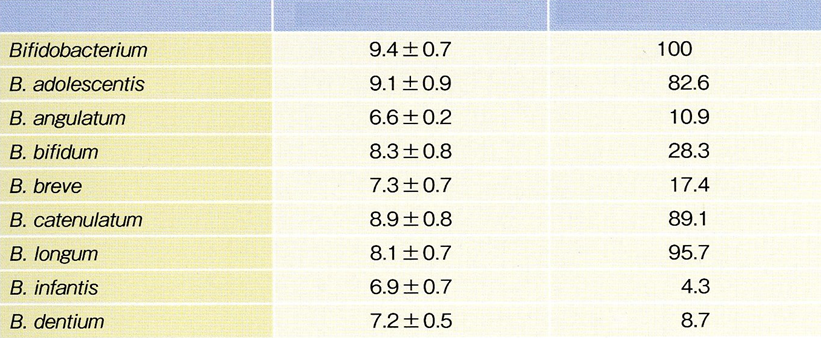 Bifidobacterium 9.4±0.7 100
B. adolescentis 9.1±0.9 82.6
B. angulatum 6.6±0.2 10.9
B. bifidum 8.3±0.8 28.3
B. breve 7.3±0.7 17.4
B. catenulatum 8.9±0.8 89.1
B. longum 8.1±0.7 95.7
B. infantis 6.9±0.7 4.3
B. dentium 7.2±0.5 8.7